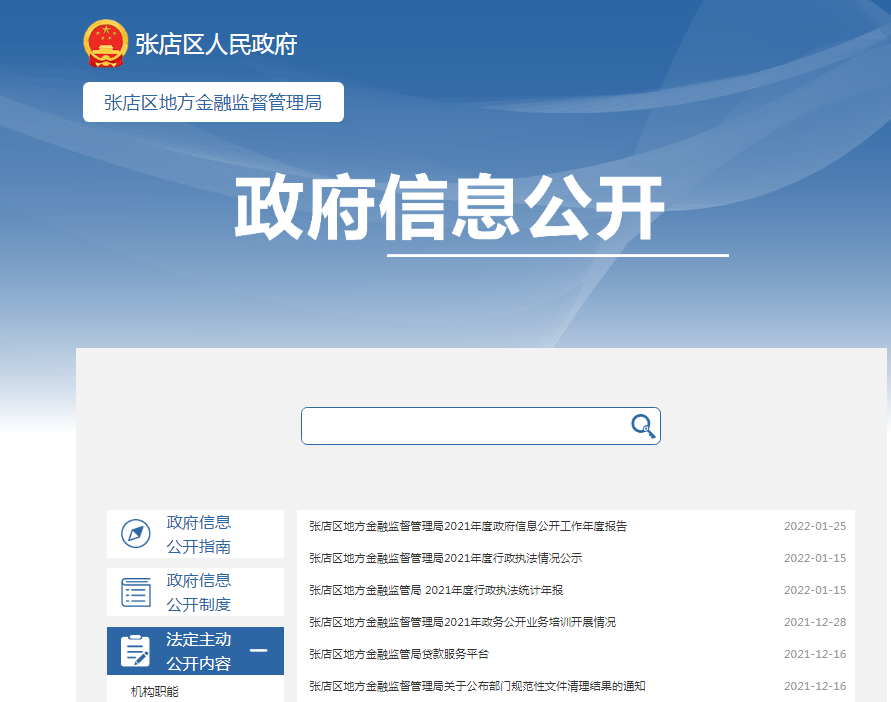 张店区人民政府
张店区地方金融监督管理局
政府信息公开
政府信息
公开指南
政府信息
公开制度
法定主动
公开内容
机构职能
张店区地方金融监督管理局2021年度政府信息公开工作年度报告 2022-01-25
张店区地方金融监督管理局2021年度行政执法情况公示 2022-01-15
张店区地方金融监管局 2021年度行政执法统计年报 2022-01-15
张店区地方金融监督管理局2021年政务公开业务培训开展情况 2021-12-28
张店区地方金融监管局贷款服务平台 2021-12-16
张店区地方金融监督管理局关于公布部门规范性文件清理结果的通知 2021-12-16